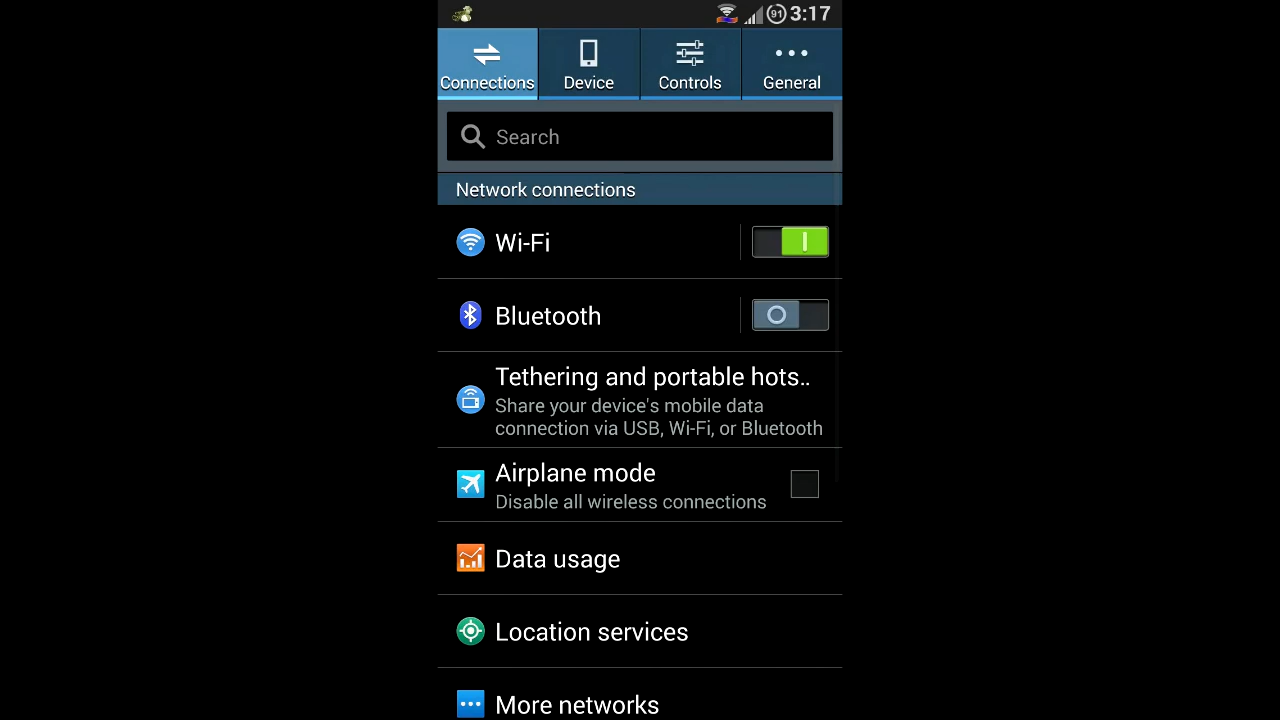 91 3:17
Connections Device Controls General
Search
Network connections
Wi-Fi
Bluetooth
Tethering and portable hots..
Share your device's mobile data
connection via USB, Wi-Fi, or Bluetooth
Airplane mode
Disable all wireless connections
Data usage
Location services
More networks